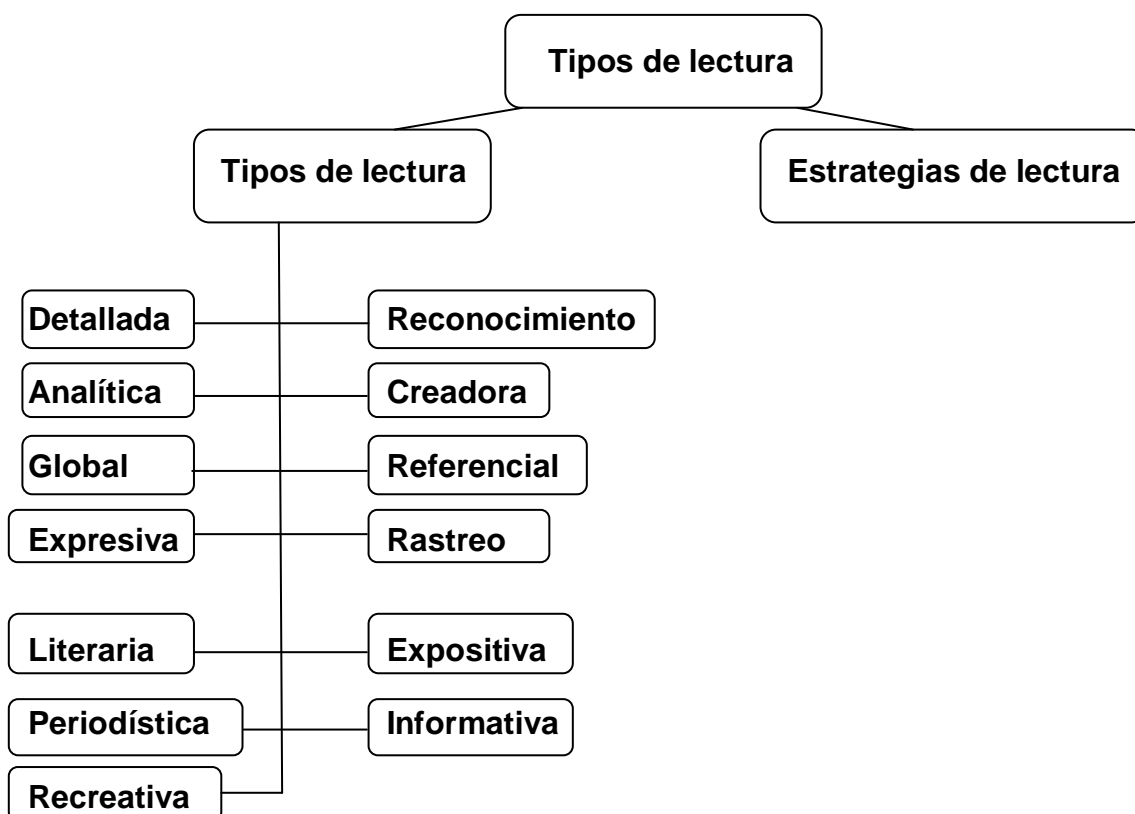 Tipos de lectura
Tipos de lectura
Estrategias de lectura
Detallada
Reconocimiento
Analítica
Creadora
Global
Referencial
Expresiva
Rastreo
Literaria
Expositiva
Periodística
Informativa
Recreativa